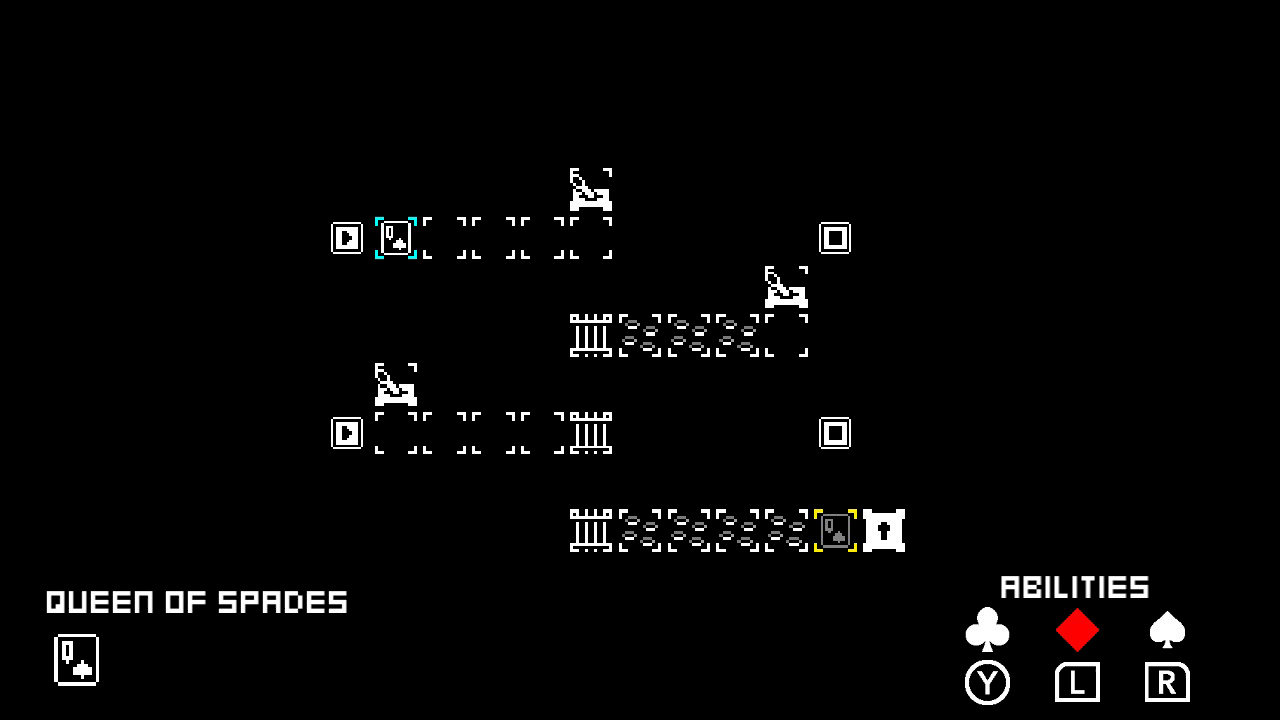 Q
Q
QUEEN OF SPADES
Q
ABILITIES
Y L R